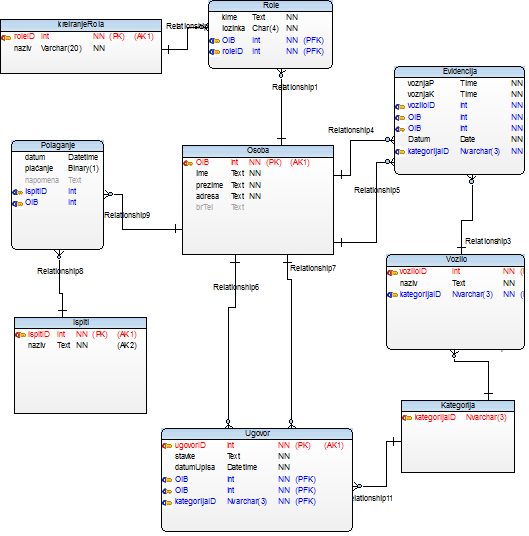 kreiranjeRola
roleID Int NN (PK) (AK1)
naziv Varchar(20) NN
Role
kime Text NN
lozinka Char(4) NN
OIB Int NN (PFK)
roleID Int NN (PFK)
Relationship1
Evidencija
voznjaP Time NN
voznjaK Time NN
voziloID Int NN
OIB Int NN
OIB Int NN
Datum Date NN
kategorijaID Nvarchar(3) NN
Relationship4
Polaganje
datum Datetime
plaćanje Binary(1)
napomena Text
ispitID Int
OIB Int
Osoba
OIB Int NN (PK) (AK1)
ime Text NN
prezime Text NN
adresa Text NN
brTel Text
Relationship5
Relationship9
Relationship3
Relationship8
Relationship6
Relationship7
Vozilo
voziloID Int NN
naziv Text NN
kategorijaID Nvarchar(3) NN
Ispiti
ispitID Int NN (PK) (AK1)
naziv Text NN (AK2)
Kategorija
kategorijaID Nvarchar(3)
Ugovor
ugovorID Int NN (PK) (AK1)
stavke Text NN
datumUpisa Datetime NN
OIB Int NN (PFK)
OIB Int NN (PFK)
kategorijaID Nvarchar(3) NN (PFK)
elationship11